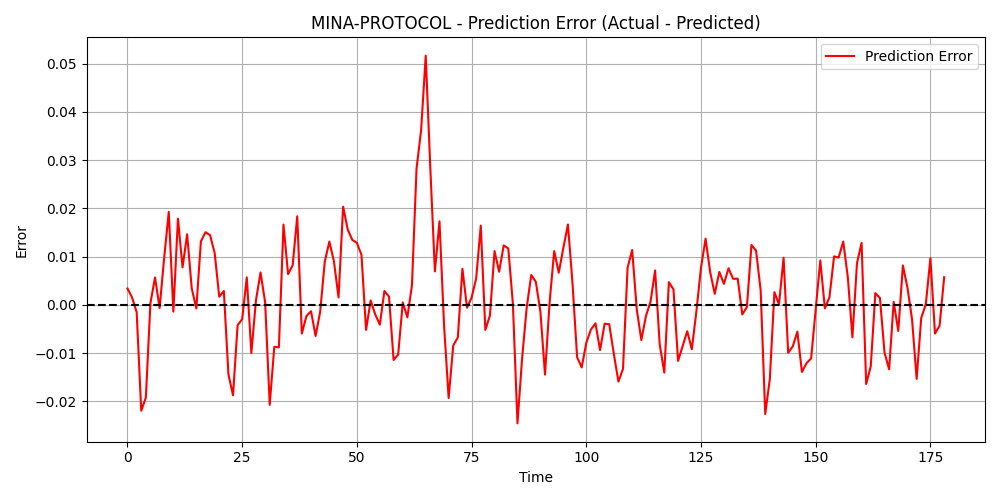 MINA-PROTOCOL - Prediction Error (Actual - Predicted)
Prediction Error
0.05
0.04
0.03
0.02
0.01
0.00
−0.01
−0.02
Error
0 25 50 75 100 125 150 175
Time